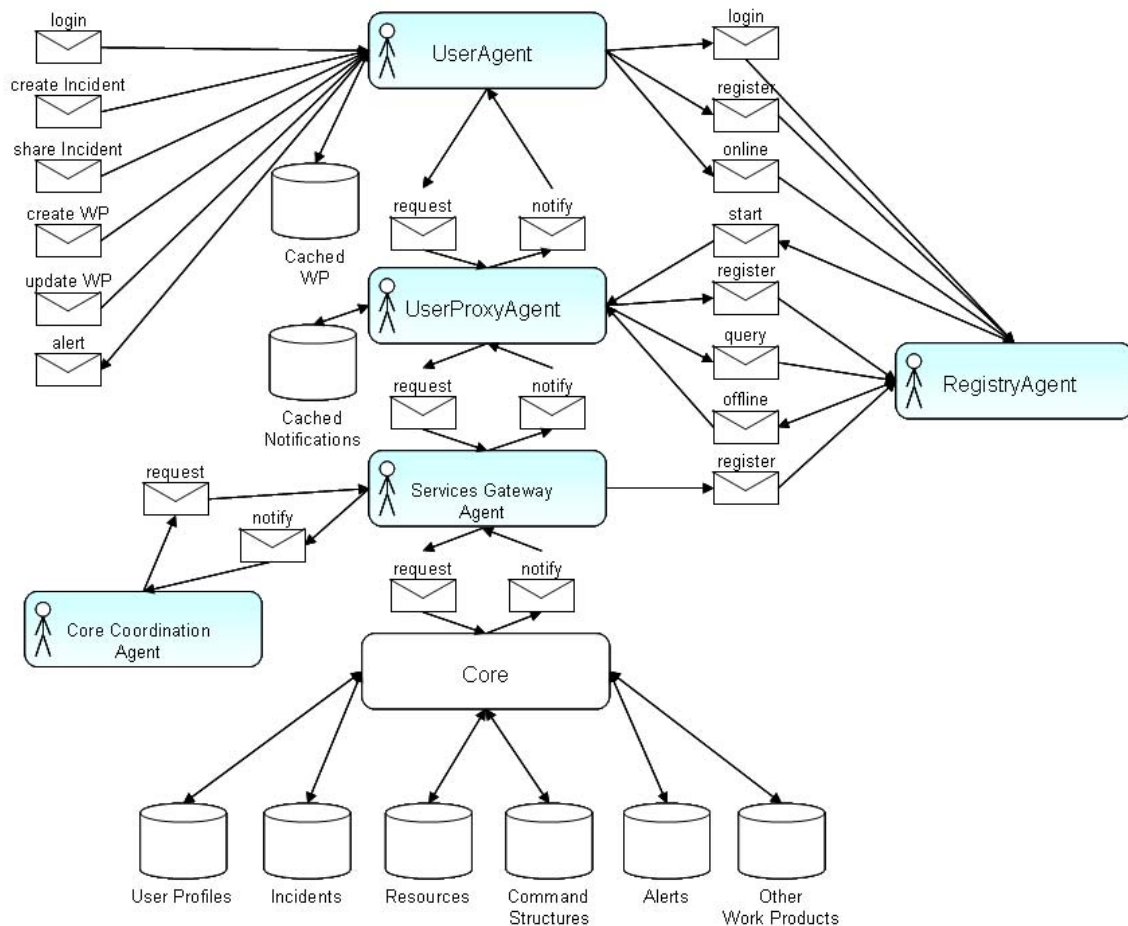 login
login
UserAgent
create Incident
register
share Incident
online
create WP
request
notify
start
Cached
WP
update WP
register
UserProxyAgent
alert
query
RegistryAgent
request
notify
offline
Cached
Notifications
request
register
Services Gateway
Agent
notify
request
notify
Core Coordination
Agent
Core
User Profiles
Incidents
Resources
Command
Structures
Alerts
Other
Work Products